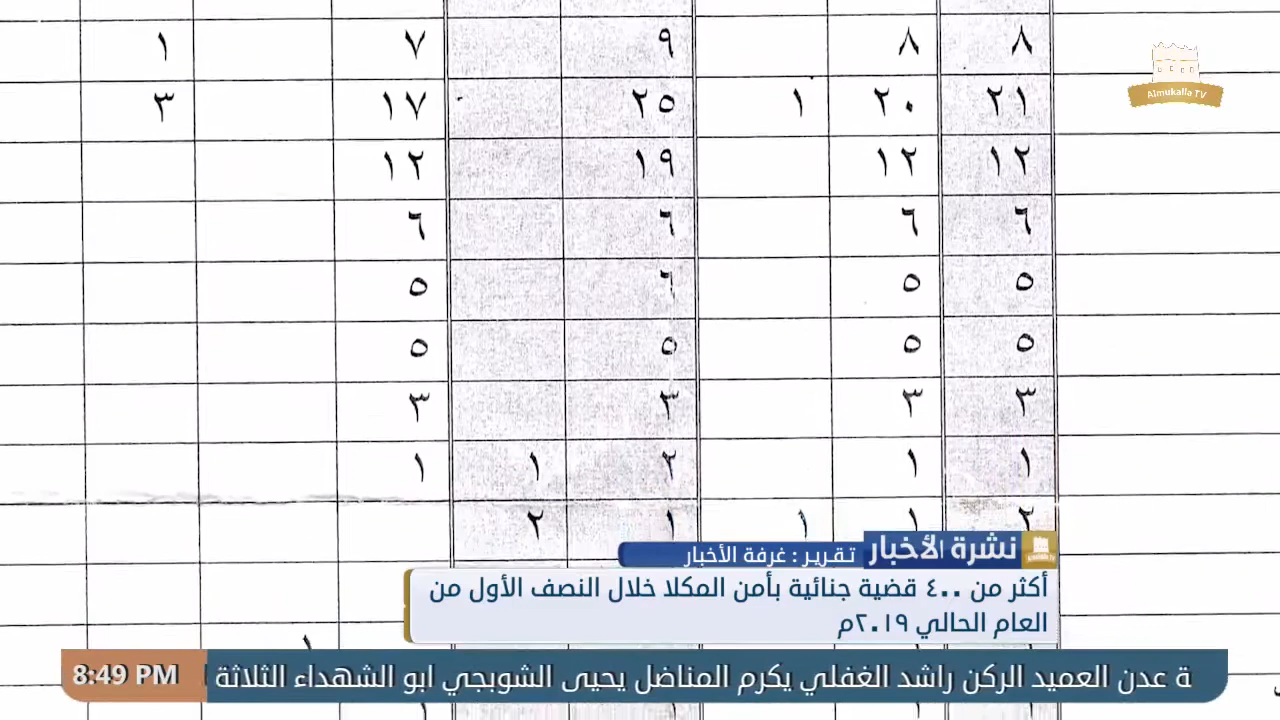 ٨ ٨ ٩ ٧ ١
Almukalla TV
٢١ ٢٠ ١ ٢٥ ١٧ ٣
١٢ ١٢ ١٩ ١٢
٦ ٦ ٦ ٦
٥ ٥ ٦ ٥
٥ ٥ ٥ ٥
٣ ٣ ٣ ٣
١ ١ ٢ ١ ١
٢ ١ ١ ١ ٢
نشرة الأخبار تقرير : غرفة الأخبار
أكثر من ٤٠٠ قضية جنائية بأمن المكلا خلال النصف الأول من
العام الحالي ٢٠١٩م
١
ة عدن العميد الركن راشد الغفلي يكرم المناضل يحيى الشوبجي ابو الشهداء الثلاثة
8:49 PM